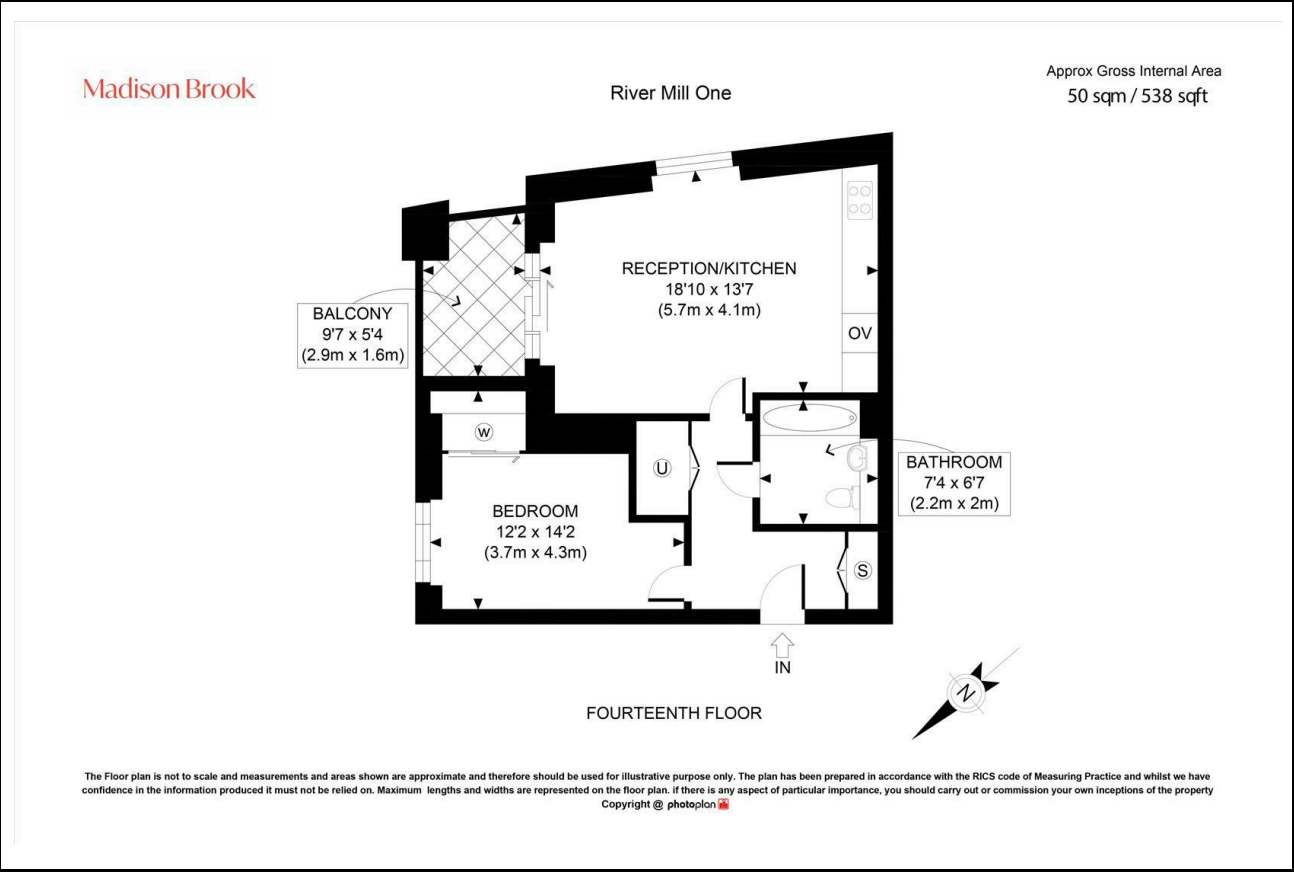 Madison Brook
River Mill One
Approx Gross Internal Area
50 sqm / 538 sqft
RECEPTION/KITCHEN
18'10 x 13'7
(5.7m x 4.1m)
OV
BALCONY
9'7 x 5'4
(2.9m x 1.6m)
W
U
BATHROOM
7'4 x 6'7
(2.2m x 2m)
BEDROOM
12'2 x 14'2
(3.7m x 4.3m)
S
IN
N
FOURTEENTH FLOOR
The Floor plan is not to scale and measurements and areas shown are approximate and therefore should be used for illustrative purpose only. The plan has been prepared in accordance with the RICS code of Measuring Practice and whilst we have
confidence in the information produced it must not be relied on. Maximum lengths and widths are represented on the floor plan. if there is any aspect of particular importance, you should carry out or commission your own inceptions of the property
Copyright @ photoplan